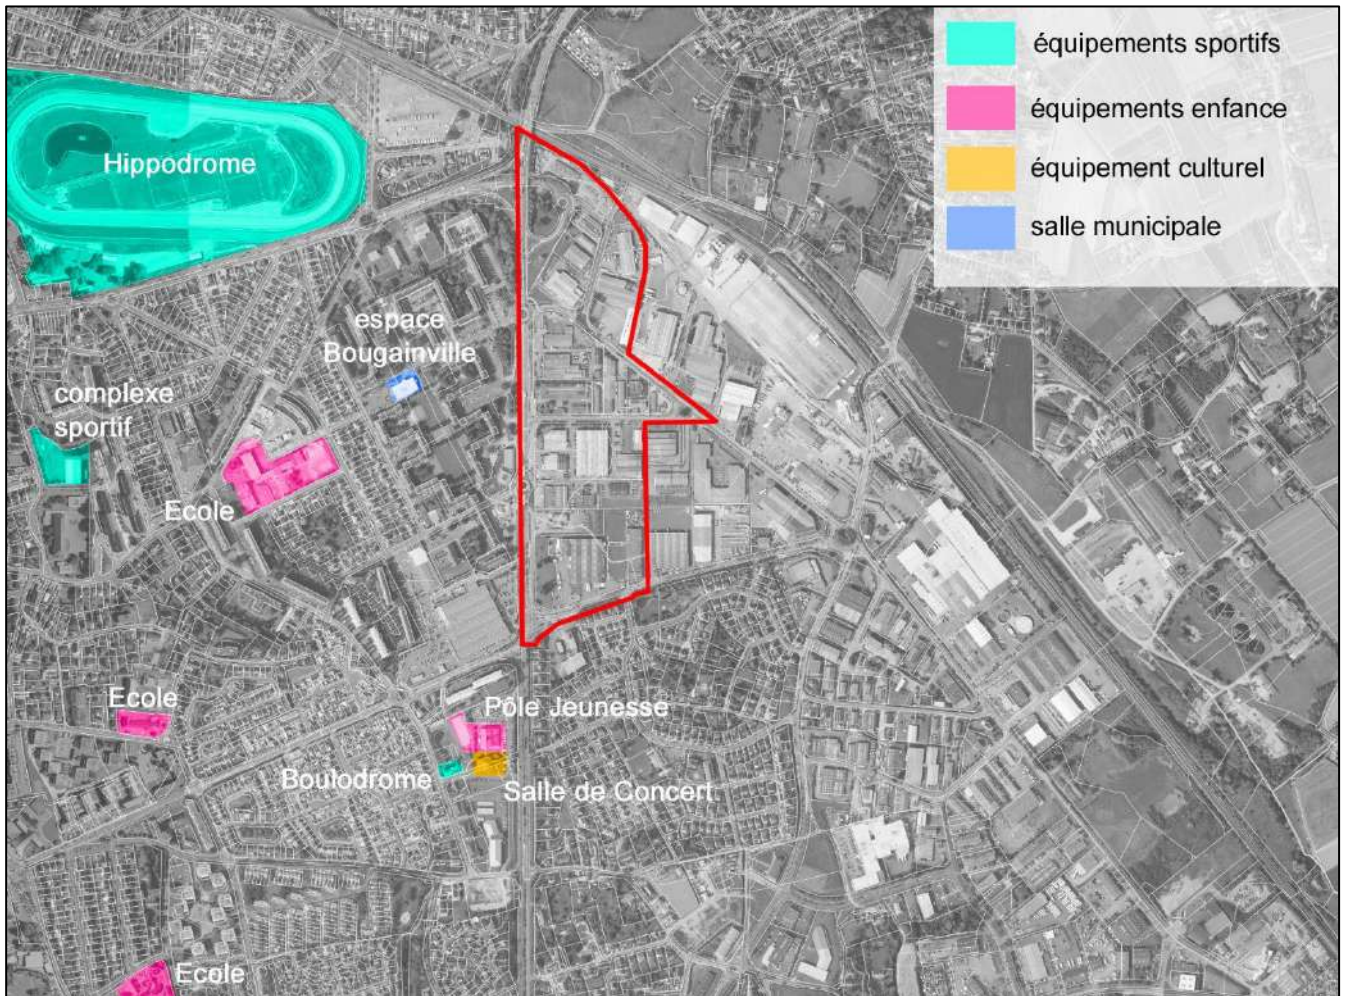 équipements sportifs
équipements enfance
équipement culturel
salle municipale
Hippodrome
espace
Bougainville
complexe
sportif
Ecole
Ecole
Pôle Jeunesse
Boulodrome
Salle de Concert
Ecole